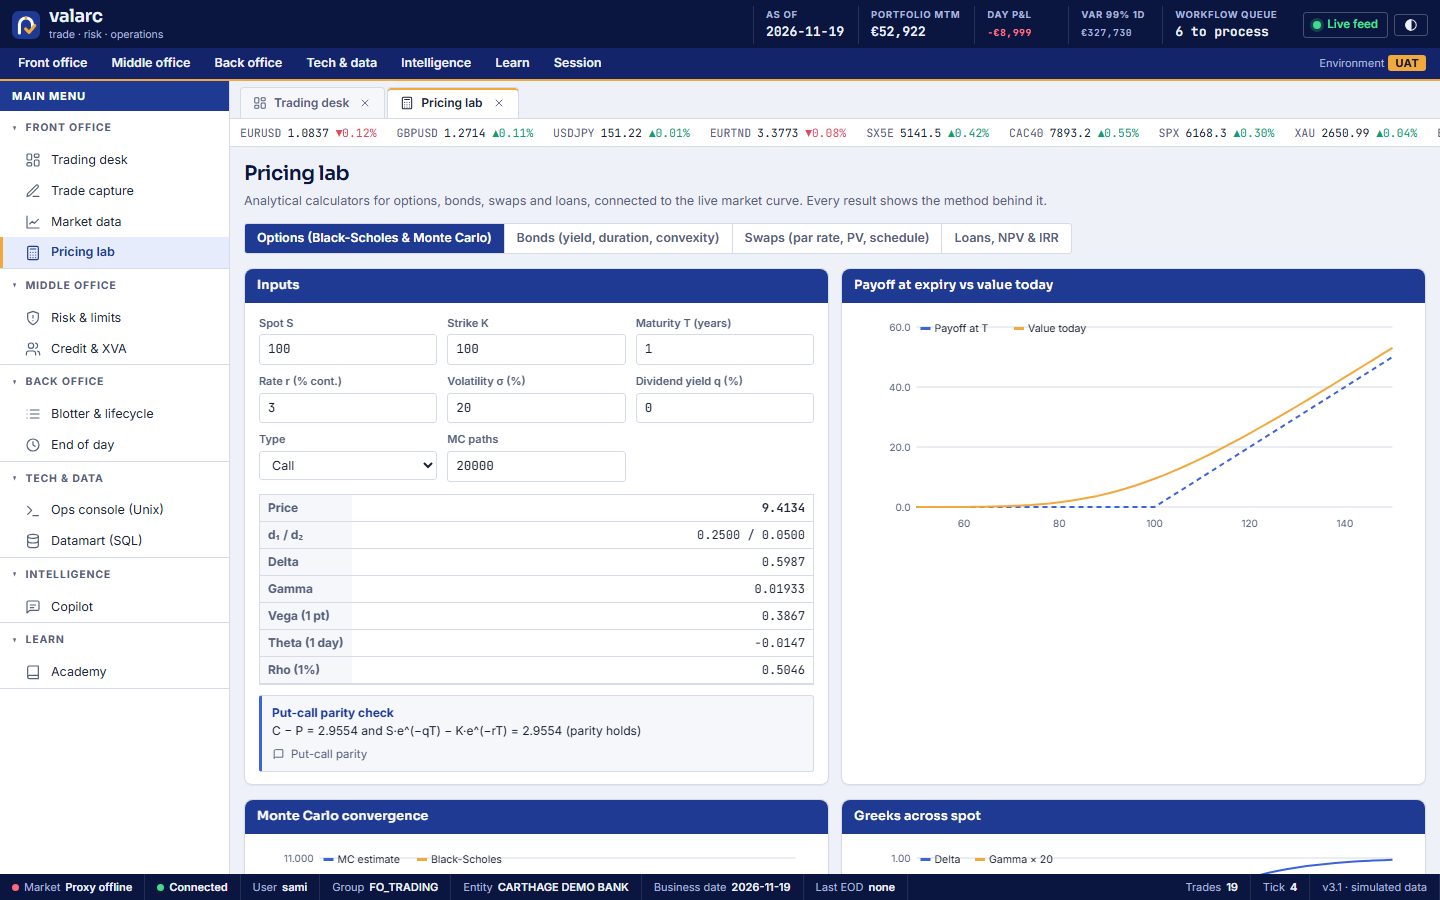 valarc
trade · risk · operations
AS OF
2026-11-19
PORTFOLIO MTM
€52,922
DAY P&L
-€8,999
VAR 99% 1D
€327,730
WORKFLOW QUEUE
6 to process
Live feed
Front office Middle office Back office Tech & data Intelligence Learn Session
Environment UAT
MAIN MENU
FRONT OFFICE
Trading desk
Trade capture
Market data
Pricing lab
MIDDLE OFFICE
Risk & limits
Credit & XVA
BACK OFFICE
Blotter & lifecycle
End of day
TECH & DATA
Ops console (Unix)
Datamart (SQL)
INTELLIGENCE
Copilot
LEARN
Academy
Trading desk × Pricing lab ×
EURUSD 1.0837 ▼0.12% GBPUSD 1.2714 ▲0.11% USDJPY 151.22 ▲0.01% EURTND 3.3773 ▼0.08% SX5E 5141.5 ▲0.42% CAC40 7893.2 ▲0.55% SPX 6168.3 ▲0.30% XAU 2650.99 ▲0.04%
Pricing lab
Analytical calculators for options, bonds, swaps and loans, connected to the live market curve. Every result shows the method behind it.
Options (Black-Scholes & Monte Carlo) Bonds (yield, duration, convexity) Swaps (par rate, PV, schedule) Loans, NPV & IRR
Inputs
Spot S Strike K Maturity T (years)
100 100 1
Rate r (% cont.) Volatility σ (%) Dividend yield q (%)
3 20 0
Type MC paths
Call 20000
Price 9.4134
d₁ / d₂ 0.2500 / 0.0500
Delta 0.5987
Gamma 0.01933
Vega (1 pt) 0.3867
Theta (1 day) -0.0147
Rho (1%) 0.5046
Put-call parity check
C − P = 2.9554 and S·e^(−qT) − K·e^(−rT) = 2.9554 (parity holds)
Put-call parity
Payoff at expiry vs value today
60.0 Payoff at T Value today
40.0
20.0
0.0
60 80 100 120 140
Monte Carlo convergence
11.000 MC estimate Black-Scholes
Greeks across spot
1.00 Delta Gamma × 20
Market Proxy offline Connected User sami Group FO_TRADING Entity CARTHAGE DEMO BANK Business date 2026-11-19 Last EOD none Trades 19 Tick 4 v3.1 · simulated data